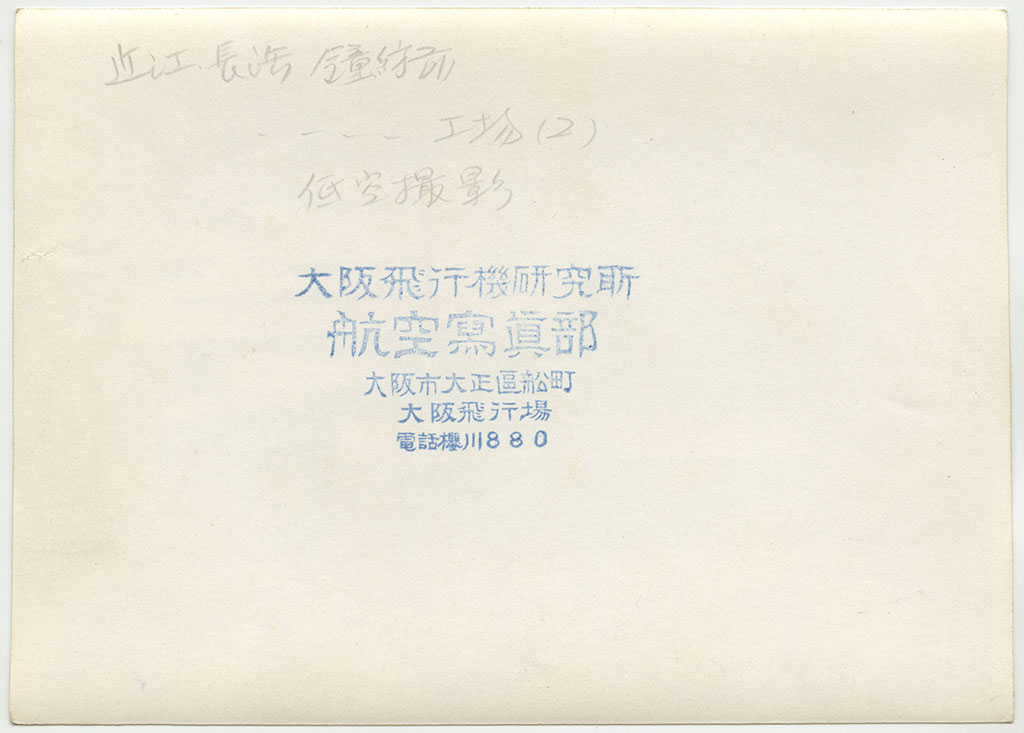 近江長浜 鐘紡
---- 工場(2)
低空撮影
大阪飛行機研究所
航空寫眞部
大阪市大正區船町
大阪飛行場
電話櫻川880